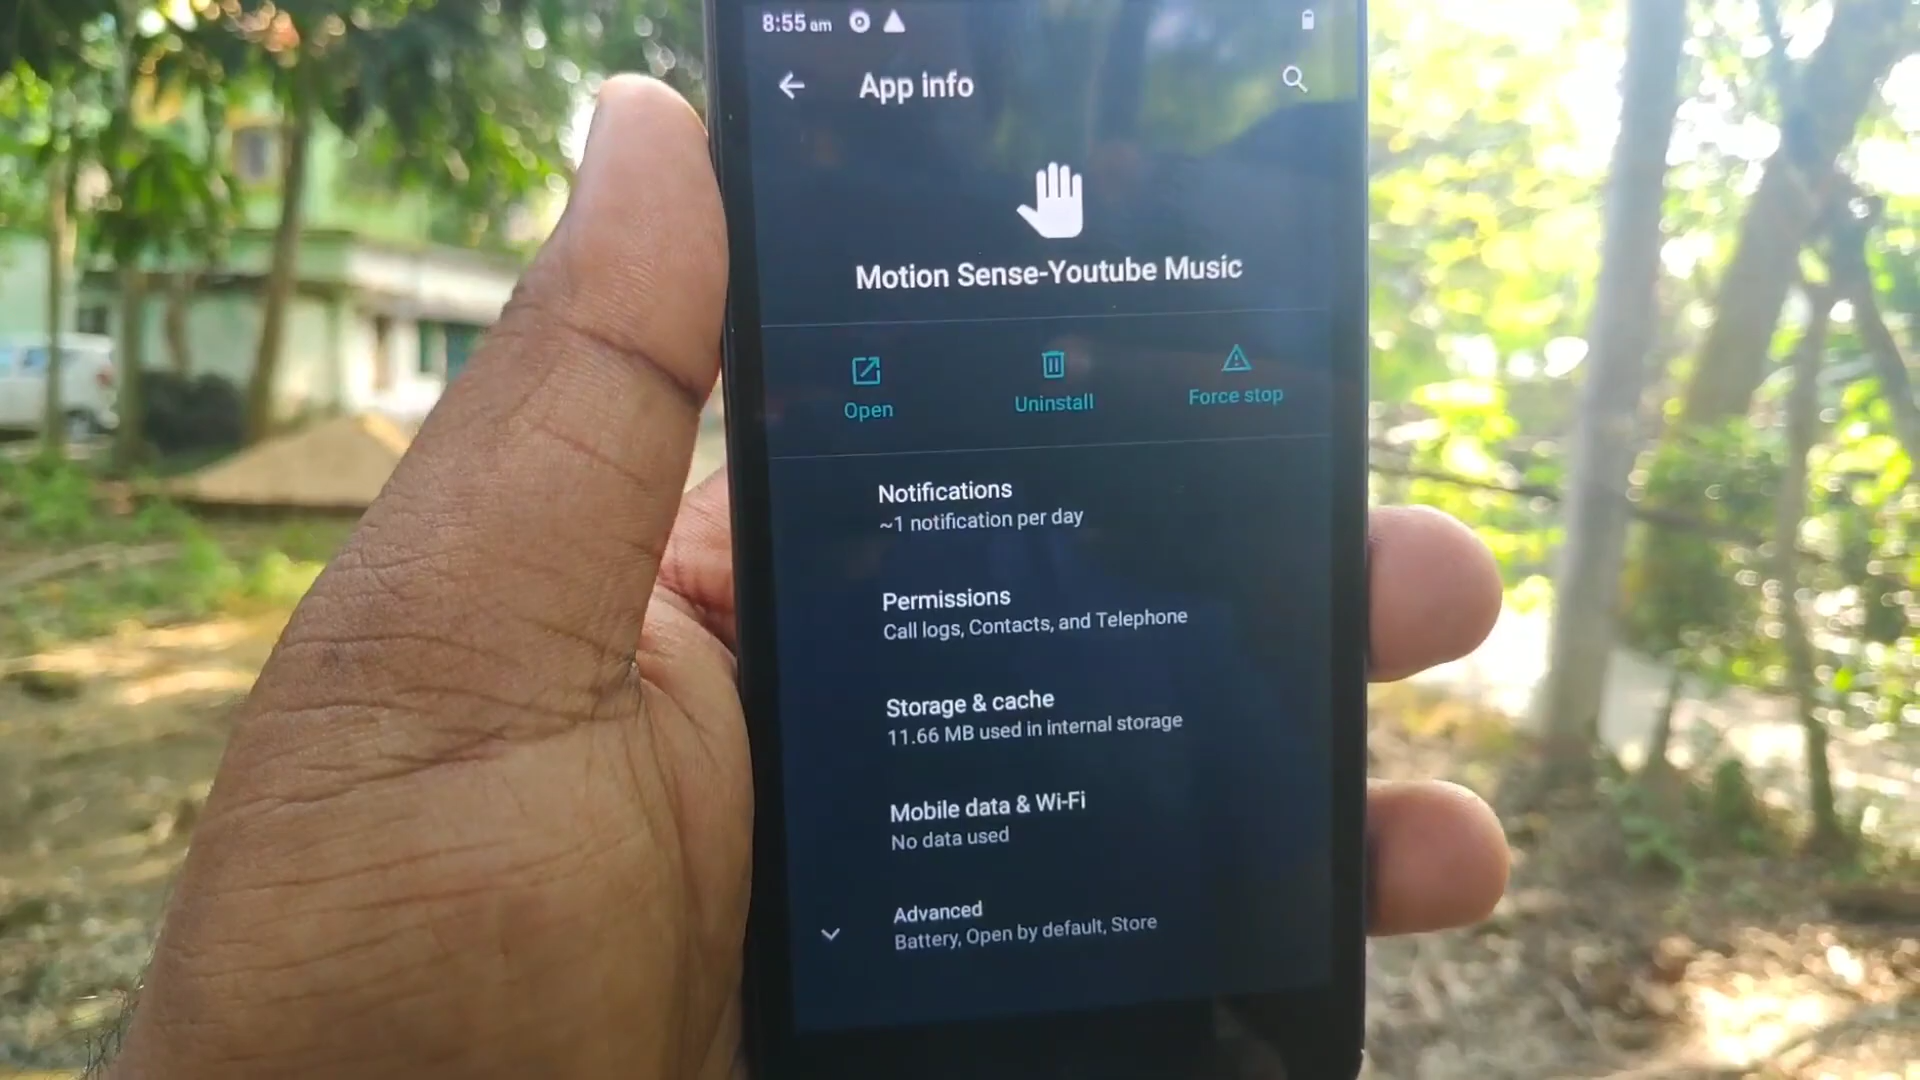 8:55 am
App info
Motion Sense-Youtube Music
Open
Uninstall
Force stop
Notifications
~1 notification per day
Permissions
Call logs, Contacts, and Telephone
Storage & cache
11.66 MB used in internal storage
Mobile data & Wi-Fi
No data used
Advanced
Battery, Open by default, Store